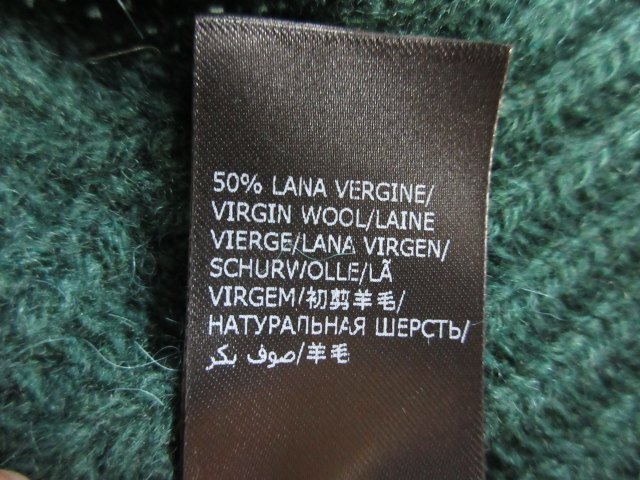 50% LANA VERGINE/
VIRGIN WOOL/LAINE
VIERGE/LANA VIRGEN/
SCHURWOLLE/LÃ
VIRGEM/初剪羊毛/
НАТУРАЛЬНАЯ ШЕРСТЬ/
صوف بكر/羊毛